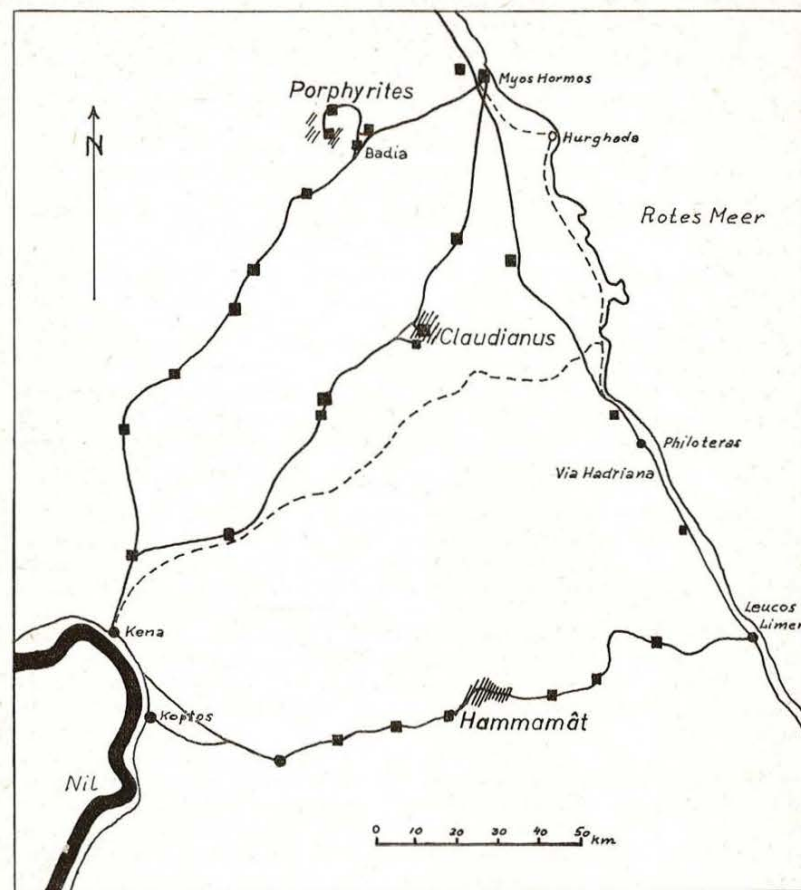 Porphyrites
Myos Hormos
N
Badia
Hurghada
Rotes Meer
Claudianus
Philoteras
Via Hadriana
Leucos
Limen
Kena
Koptos
Hammamât
Nil
0 10 20 30 40 50 km